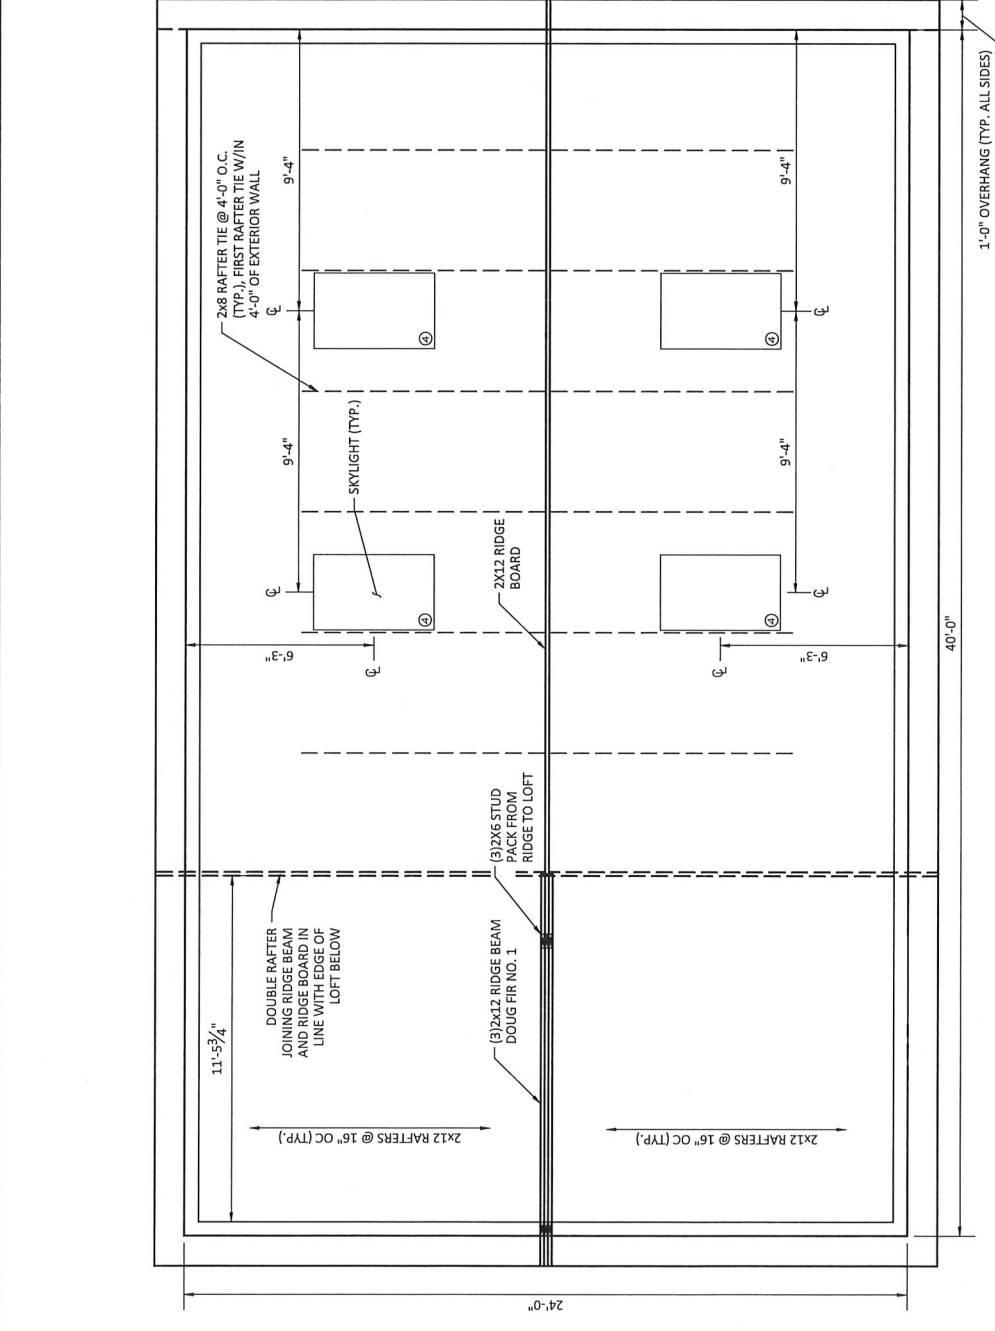 1'-0" OVERHANG (TYP. ALL SIDES)
2x8 RAFTER TIE @ 4'-0" O.C.
(TYP.), FIRST RAFTER TIE W/IN
4'-0" OF EXTERIOR WALL
9'-4"
9'-4"
℄
℄
④
④
9'-4"
9'-4"
SKYLIGHT (TYP.)
℄
℄
④
④
2X12 RIDGE
BOARD
6'-3"
6'-3"
℄
℄
40'-0"
(3)2X6 STUD
PACK FROM
RIDGE TO LOFT
DOUBLE RAFTER
JOINING RIDGE BEAM
AND RIDGE BOARD IN
LINE WITH EDGE OF
LOFT BELOW
11'-5¾"
(3)2x12 RIDGE BEAM
DOUG FIR NO. 1
2x12 RAFTERS @ 16" OC (TYP.)
2x12 RAFTERS @ 16" OC (TYP.)
24'-0"